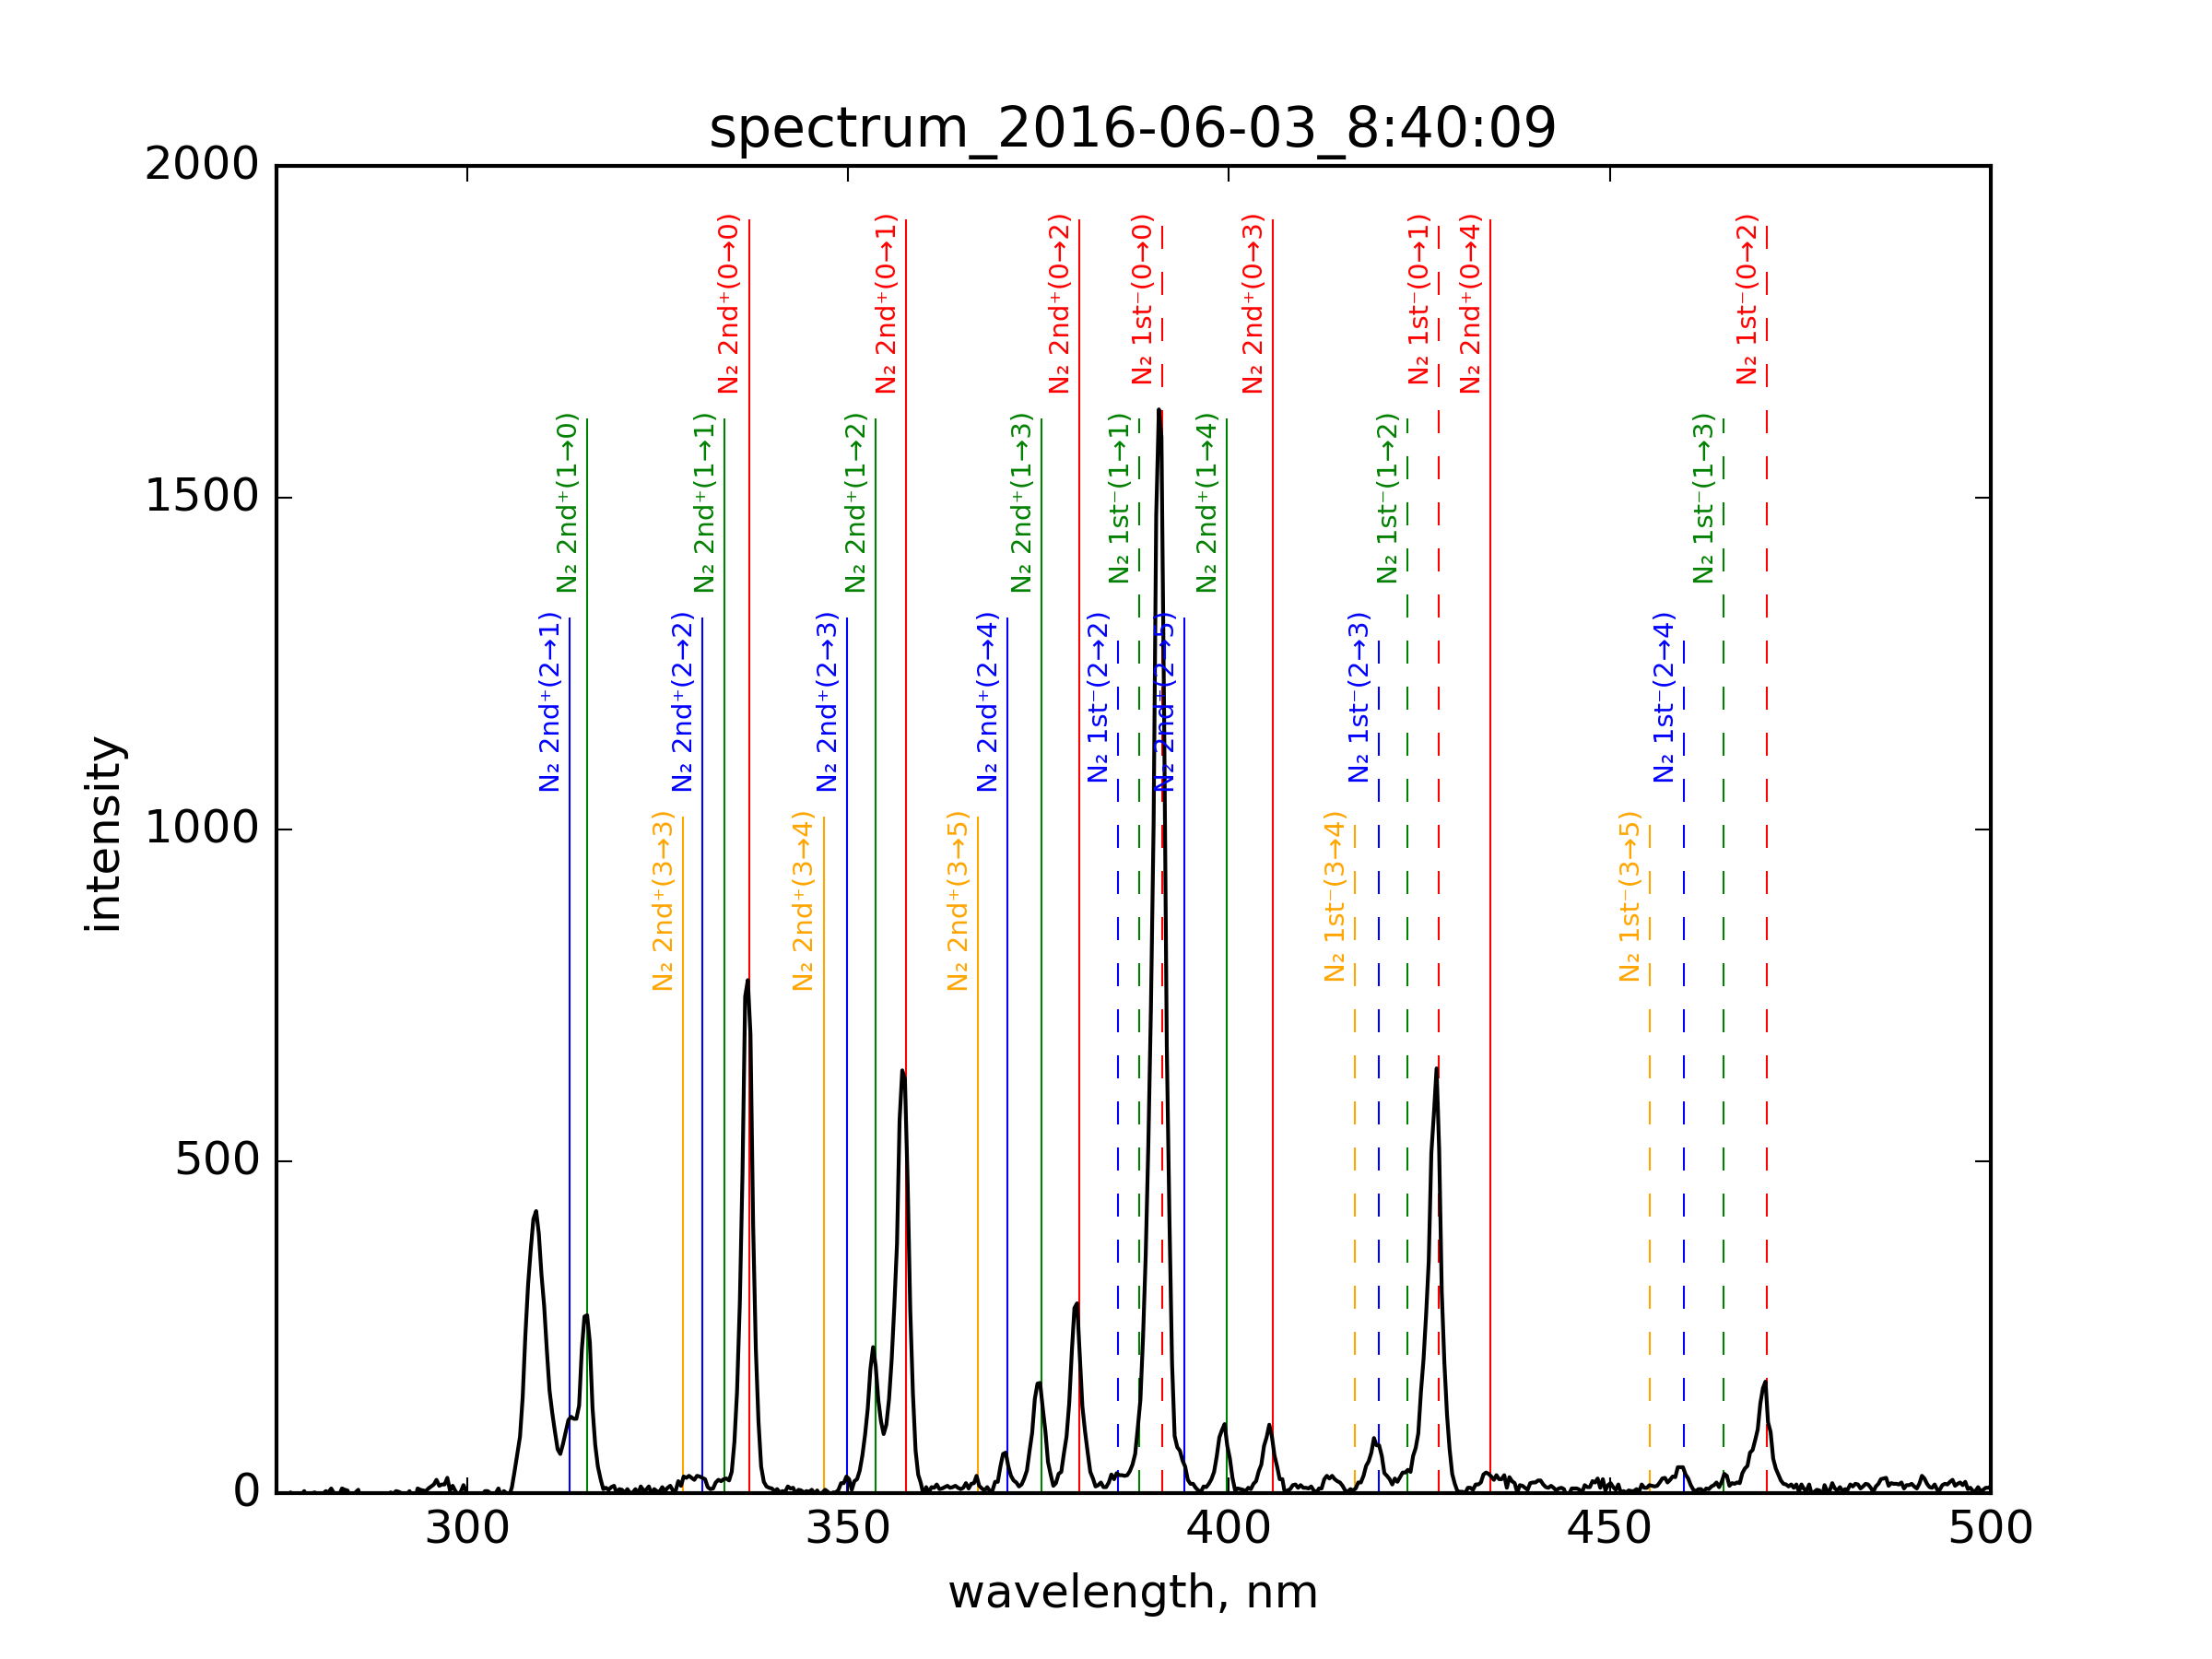 spectrum_2016-06-03_8:40:09
2000
1500
1000
500
0
intensity
N₂ 2nd⁺(0→0)
N₂ 2nd⁺(0→1)
N₂ 2nd⁺(0→2)
N₂ 1st⁻(0→0)
N₂ 2nd⁺(0→3)
N₂ 1st⁻(0→1)
N₂ 2nd⁺(0→4)
N₂ 1st⁻(0→2)
N₂ 2nd⁺(1→0)
N₂ 2nd⁺(1→1)
N₂ 2nd⁺(1→2)
N₂ 2nd⁺(1→3)
N₂ 1st⁻(1→1)
N₂ 2nd⁺(1→4)
N₂ 1st⁻(1→2)
N₂ 1st⁻(1→3)
N₂ 2nd⁺(2→1)
N₂ 2nd⁺(2→2)
N₂ 2nd⁺(2→3)
N₂ 2nd⁺(2→4)
N₂ 1st⁻(2→2)
N₂ 2nd⁺(2→5)
N₂ 1st⁻(2→3)
N₂ 1st⁻(2→4)
N₂ 2nd⁺(3→3)
N₂ 2nd⁺(3→4)
N₂ 2nd⁺(3→5)
N₂ 1st⁻(3→4)
N₂ 1st⁻(3→5)
300 350 400 450 500
wavelength, nm